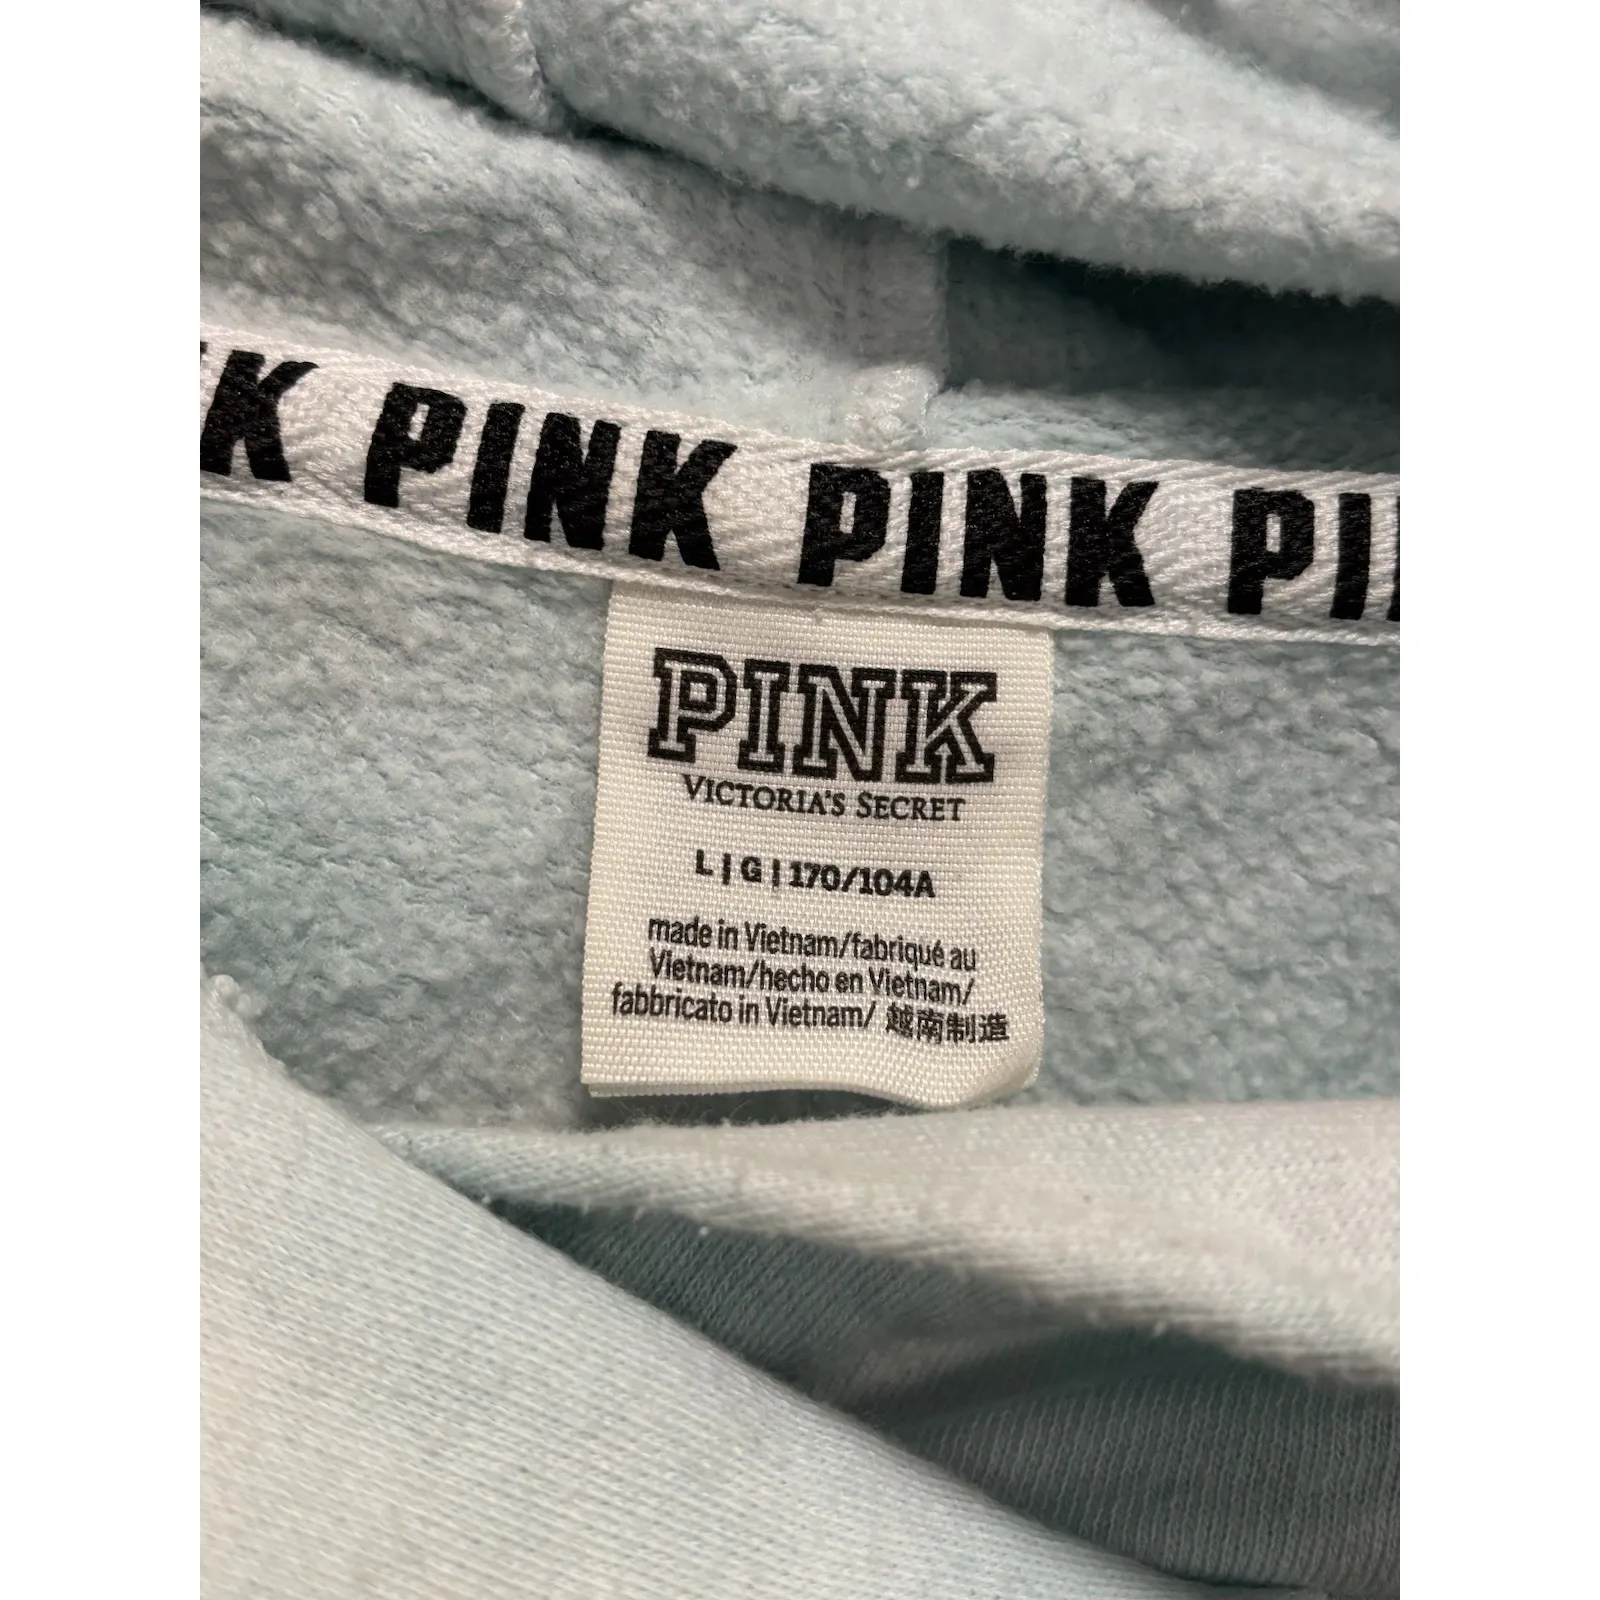 K PINK PINK PI
PINK
VICTORIA'S SECRET
L | G | 170/104A
made in Vietnam/fabriqué au
Vietnam/hecho en Vietnam/
fabbricato in Vietnam/ 越南制造